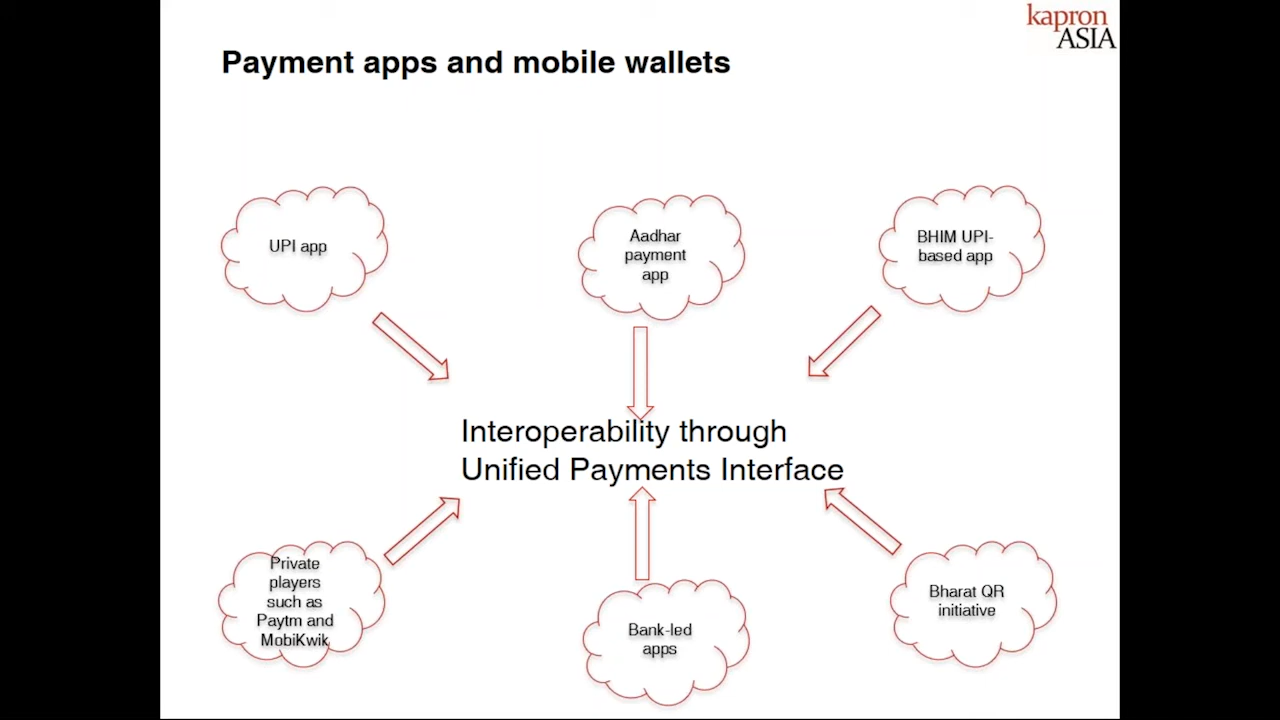 kapron
ASIA
Payment apps and mobile wallets
UPI app
Aadhar
payment
app
BHIM UPI-
based app
Interoperability through
Unified Payments Interface
Private
players
such as
Paytm and
MobiKwik
Bank-led
apps
Bharat QR
initiative